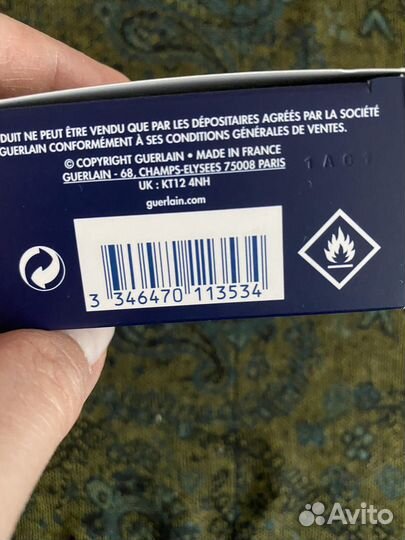 DUIT NE PEUT ÊTRE VENDU QUE PAR LES DÉPOSITAIRES AGRÉÉS PAR LA SOCIÉTÉ
GUERLAIN CONFORMÉMENT À SES CONDITIONS GÉNÉRALES DE VENTES.
© COPYRIGHT GUERLAIN • MADE IN FRANCE
GUERLAIN - 68, CHAMPS-ELYSEES 75008 PARIS
UK : KT12 4NH
guerlain.com
3 346470 113534
Avito